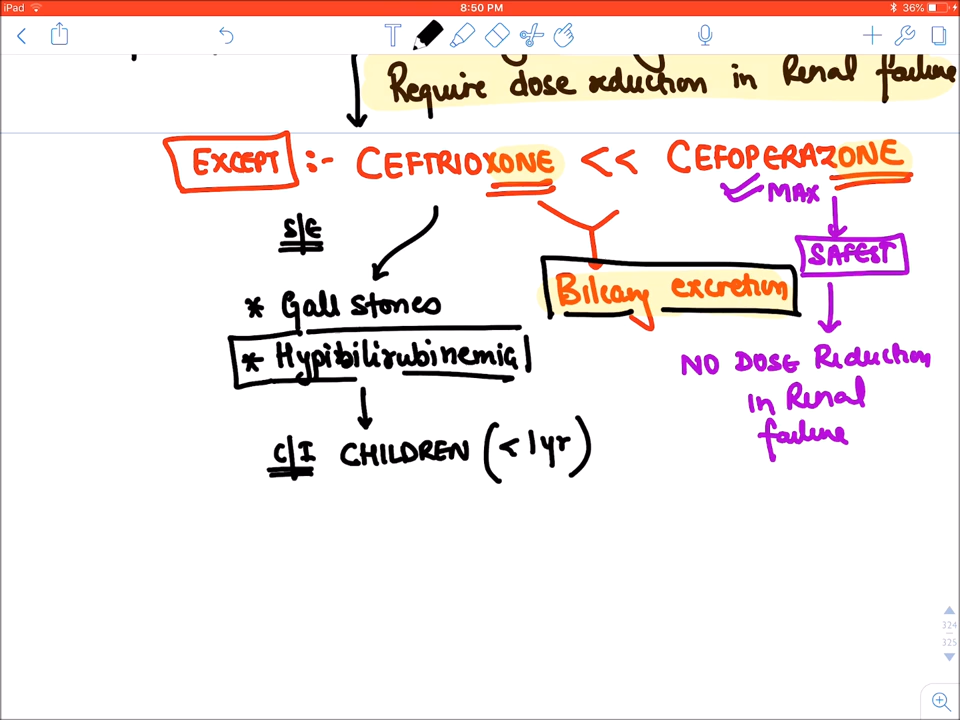 iPad
8:50 PM
36%
T
Require dose reduction in Renal failure
EXCEPT :- CEFTRIOXONE << CEFOPERAZONE
MAX
S/E
SAFEST
* Gall stones
Biliary excretion
* Hypibilirubinemia
NO DOSE Reduction
in Renal
failure
C/I CHILDREN (<1yr)
324
325